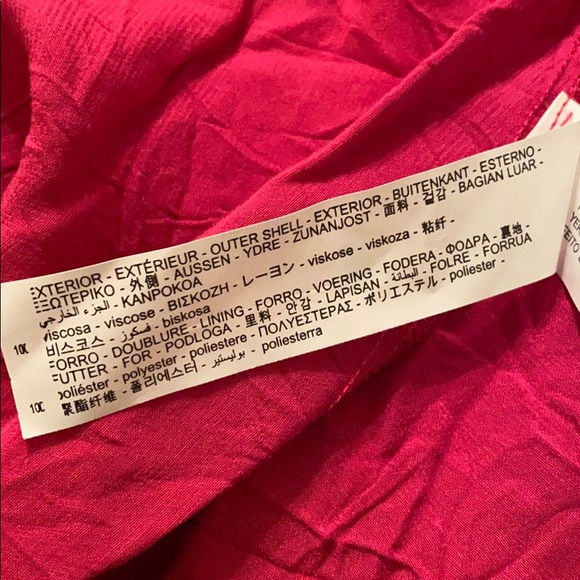 EXTERIOR - EXTÉRIEUR - OUTER SHELL - EXTERIOR - BUITENKANT - ESTERNO -
ΕΞΩΤΕΡΙΚΟ - 外側 - AUSSEN - YDRE - ZUNANJOST - 面料 - 겉감 - BAGIAN LUAR -
الجزء الخارجي - KANPOKOA
100 viscosa - viscose - ΒΙΣΚΟΖΗ - レーヨン - viskose - viskoza - 粘纤 -
비스코스 - فسكوز - biskosa
FORRO - DOUBLURE - LINING - FORRO - VOERING - FODERA - ΦΟΔΡΑ - 裏地 -
FUTTER - FOR - PODLOGA - 里料 - 안감 - LAPISAN - البطانة - FOLRE - FORRUA
100 poliéster - polyester - poliestere - ΠΟΛΥΕΣΤΕΡΑΣ - ポリエステル - poliester -
聚酯纤维 - 폴리에스터 - بوليستير - poliesterra